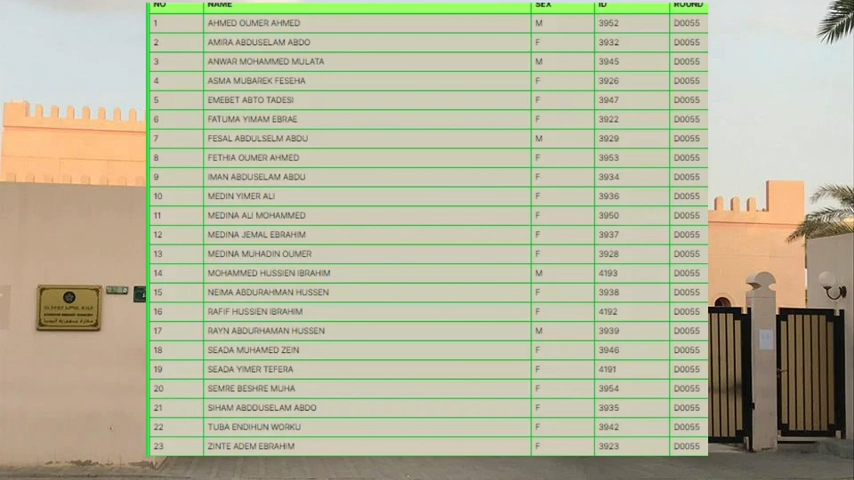 NO NAME SEX ID ROUND
1 AHMED OUMER AHMED M 3952 D0055
2 AMIRA ABDUSELAM ABDO F 3932 D0055
3 ANWAR MOHAMMED MULATA M 3945 D0055
4 ASMA MUBAREK FESEHA F 3926 D0055
5 EMEBET ABTO TADESI F 3947 D0055
6 FATUMA YIMAM EBRAE F 3922 D0055
7 FESAL ABDULSELM ABDU M 3929 D0055
8 FETHIA OUMER AHMED F 3953 D0055
9 IMAN ABDUSELAM ABDU F 3934 D0055
10 MEDIN YIMER ALI F 3936 D0055
11 MEDINA ALI MOHAMMED F 3950 D0055
12 MEDINA JEMAL EBRAHIM F 3937 D0055
13 MEDINA MUHADIN OUMER F 3928 D0055
14 MOHAMMED HUSSIEN IBRAHIM M 4193 D0055
15 NEIMA ABDURAHMAN HUSSEN F 3938 D0055
16 RAFIF HUSSIEN IBRAHIM F 4192 D0055
17 RAYN ABDURHAMAN HUSSEN M 3939 D0055
18 SEADA MUHAMED ZEIN F 3946 D0055
19 SEADA YIMER TEFERA F 4191 D0055
20 SEMRE BESHRE MUHA F 3954 D0055
21 SIHAM ABDDUSELAM ABDO F 3935 D0055
22 TUBA ENDIHUN WORKU F 3942 D0055
23 ZINTE ADEM EBRAHIM F 3923 D0055